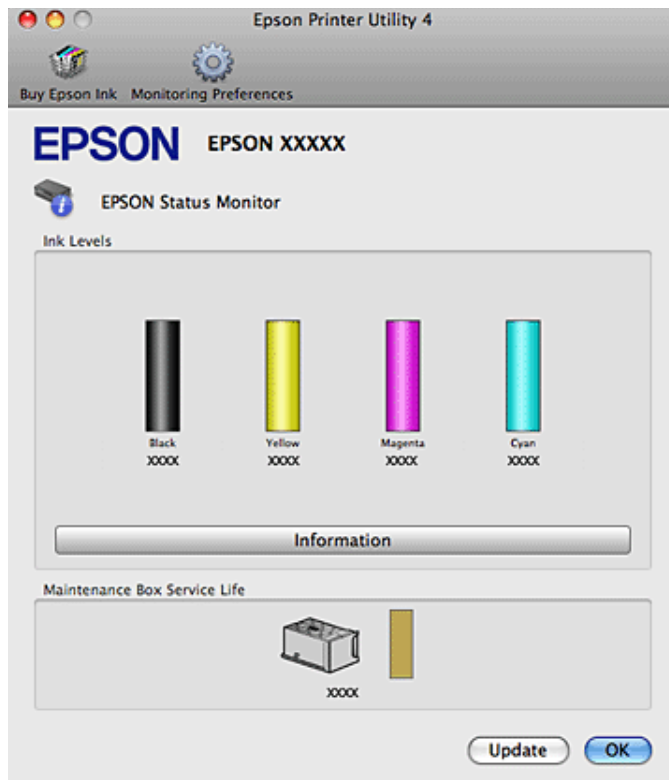 Epson Printer Utility 4
Buy Epson Ink Monitoring Preferences
EPSON EPSON XXXXX
EPSON Status Monitor
Ink Levels
Black Yellow Magenta Cyan
XXXX XXXX XXXX XXXX
Information
Maintenance Box Service Life
XXXX
Update OK